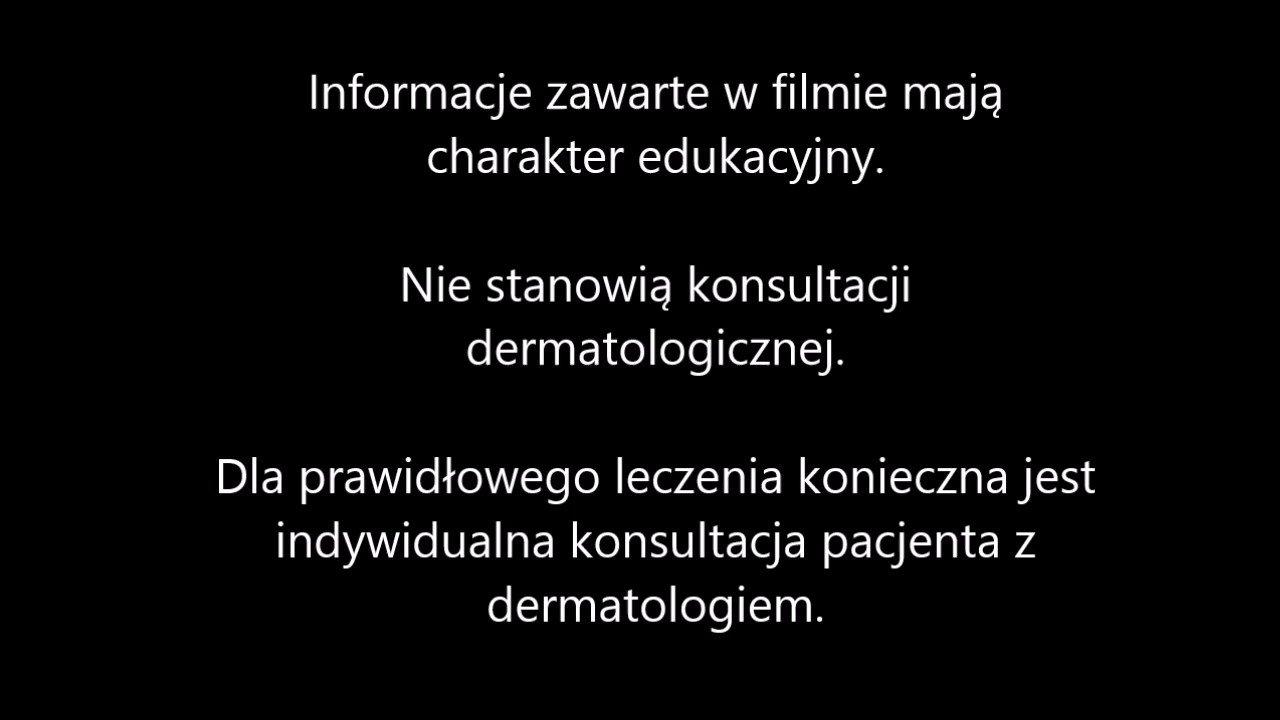 Informacje zawarte w filmie mają
charakter edukacyjny.
Nie stanowią konsultacji
dermatologicznej.
Dla prawidłowego leczenia konieczna jest
indywidualna konsultacja pacjenta z
dermatologiem.